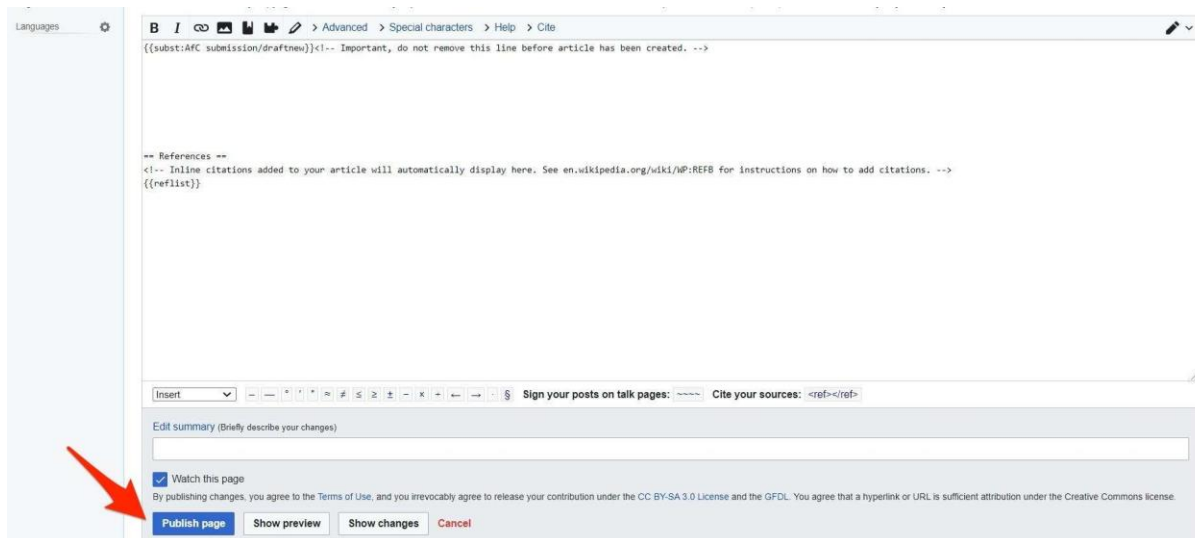 Languages
B I > Advanced > Special characters > Help > Cite
{{subst:AfC submission/draftnew}}<!-- Important, do not remove this line before article has been created. -->
== References ==
<!-- Inline citations added to your article will automatically display here. See en.wikipedia.org/wiki/WP:REFB for instructions on how to add citations. -->
{{reflist}}
Insert – — ° ′ ″ ≈ ≠ ≤ ≥ ± − × ÷ ← → · § Sign your posts on talk pages: ~~~~ Cite your sources: <ref></ref>
Edit summary (Briefly describe your changes)
Watch this page
By publishing changes, you agree to the Terms of Use, and you irrevocably agree to release your contribution under the CC BY-SA 3.0 License and the GFDL. You agree that a hyperlink or URL is sufficient attribution under the Creative Commons license.
Publish page Show preview Show changes Cancel